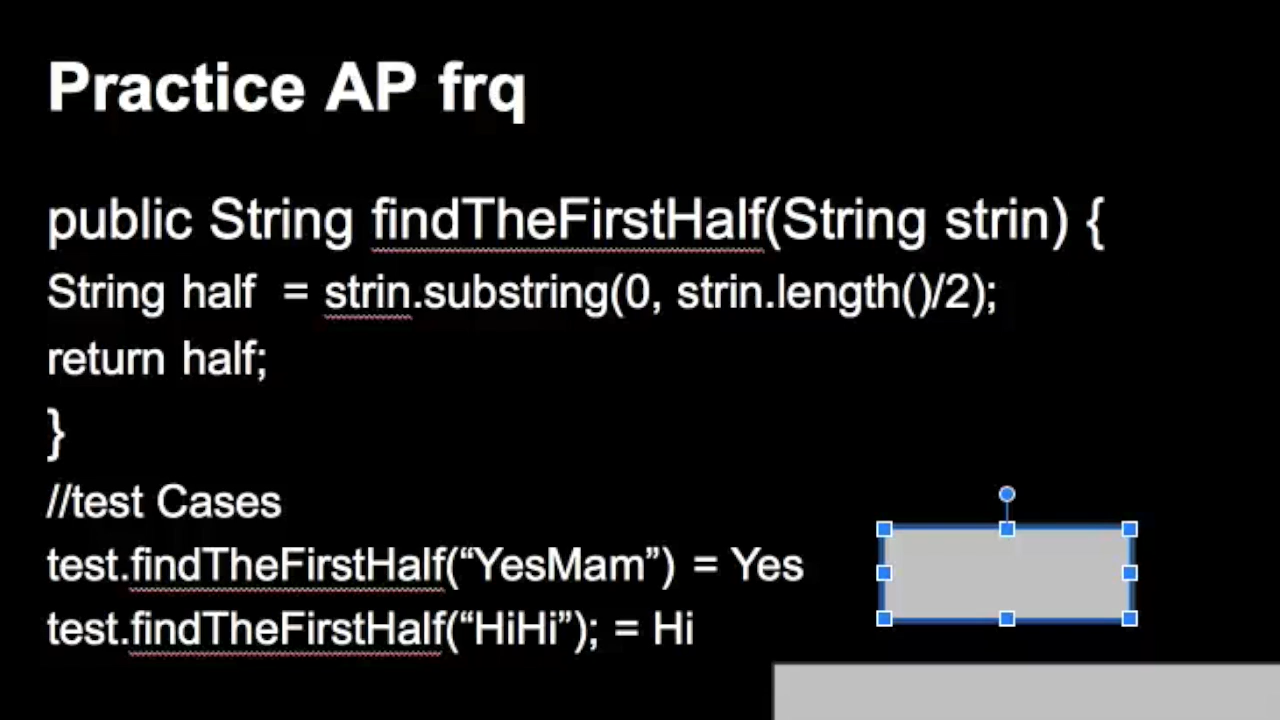 Practice AP frq
public String findTheFirstHalf(String strin) {
String half  = strin.substring(0, strin.length()/2);
return half;
}
//test Cases
test.findTheFirstHalf(“YesMam”) = Yes
test.findTheFirstHalf(“HiHi”); = Hi